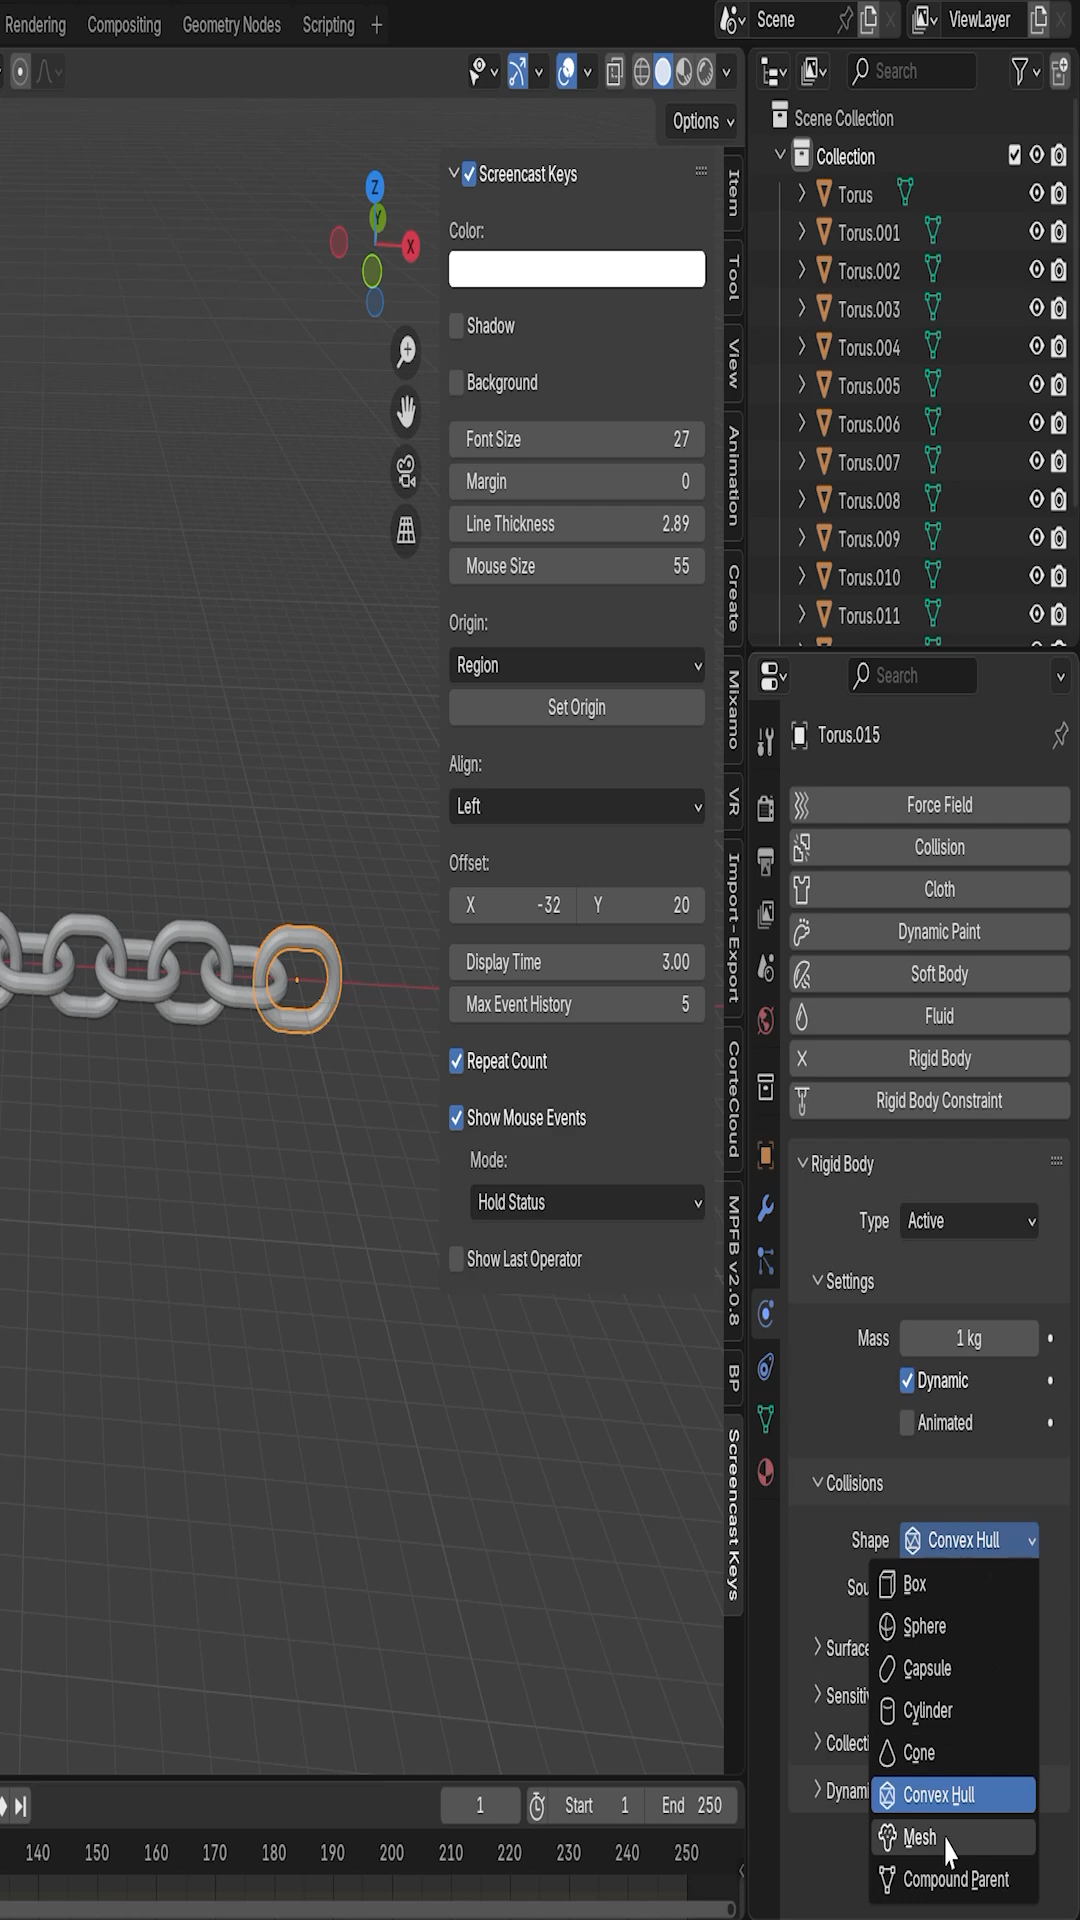 Rendering Compositing Geometry Nodes Scripting +
Scene
ViewLayer
Search
Options
Scene Collection
Collection
Torus
Torus.001
Torus.002
Torus.003
Torus.004
Torus.005
Torus.006
Torus.007
Torus.008
Torus.009
Torus.010
Torus.011
Z
Y
X
Screencast Keys
Color:
Shadow
Background
Font Size 27
Margin 0
Line Thickness 2.89
Mouse Size 55
Origin:
Region
Set Origin
Align:
Left
Offset:
X -32 Y 20
Display Time 3.00
Max Event History 5
Repeat Count
Show Mouse Events
Mode:
Hold Status
Show Last Operator
Item
Tool
View
Animation
Create
Mixamo
VR
Import-Export
CorteCloud
MPFB v2.0.8
BP
Screencast Keys
Search
Torus.015
Force Field
Collision
Cloth
Dynamic Paint
Soft Body
Fluid
Rigid Body
Rigid Body Constraint
Rigid Body
Type Active
Settings
Mass 1 kg
Dynamic
Animated
Collisions
Shape Convex Hull
Sou
Surface
Sensitiv
Collecti
Dynami
Box
Sphere
Capsule
Cylinder
Cone
Convex Hull
Mesh
Compound Parent
1 Start 1 End 250
140 150 160 170 180 190 200 210 220 230 240 250